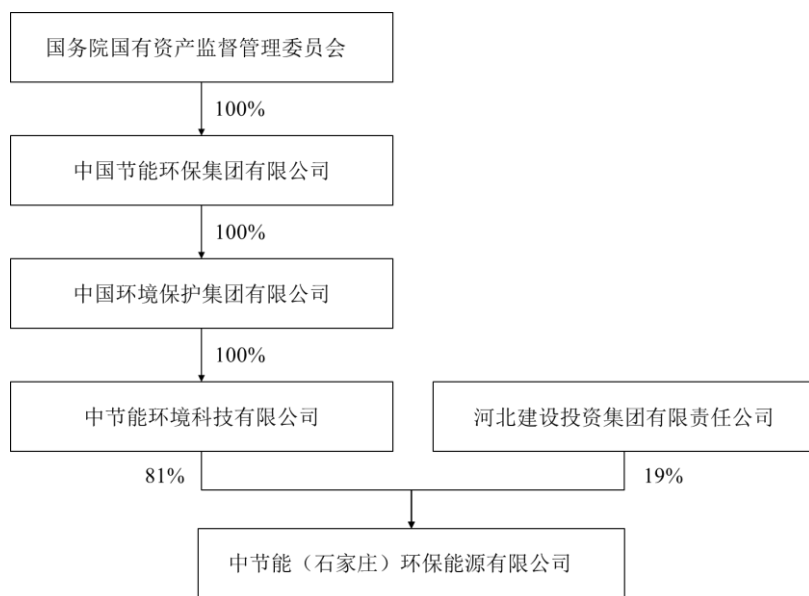 国务院国有资产监督管理委员会
100%
中国节能环保集团有限公司
100%
中国环境保护集团有限公司
100%
中节能环境科技有限公司
河北建设投资集团有限责任公司
81%
19%
中节能（石家庄）环保能源有限公司